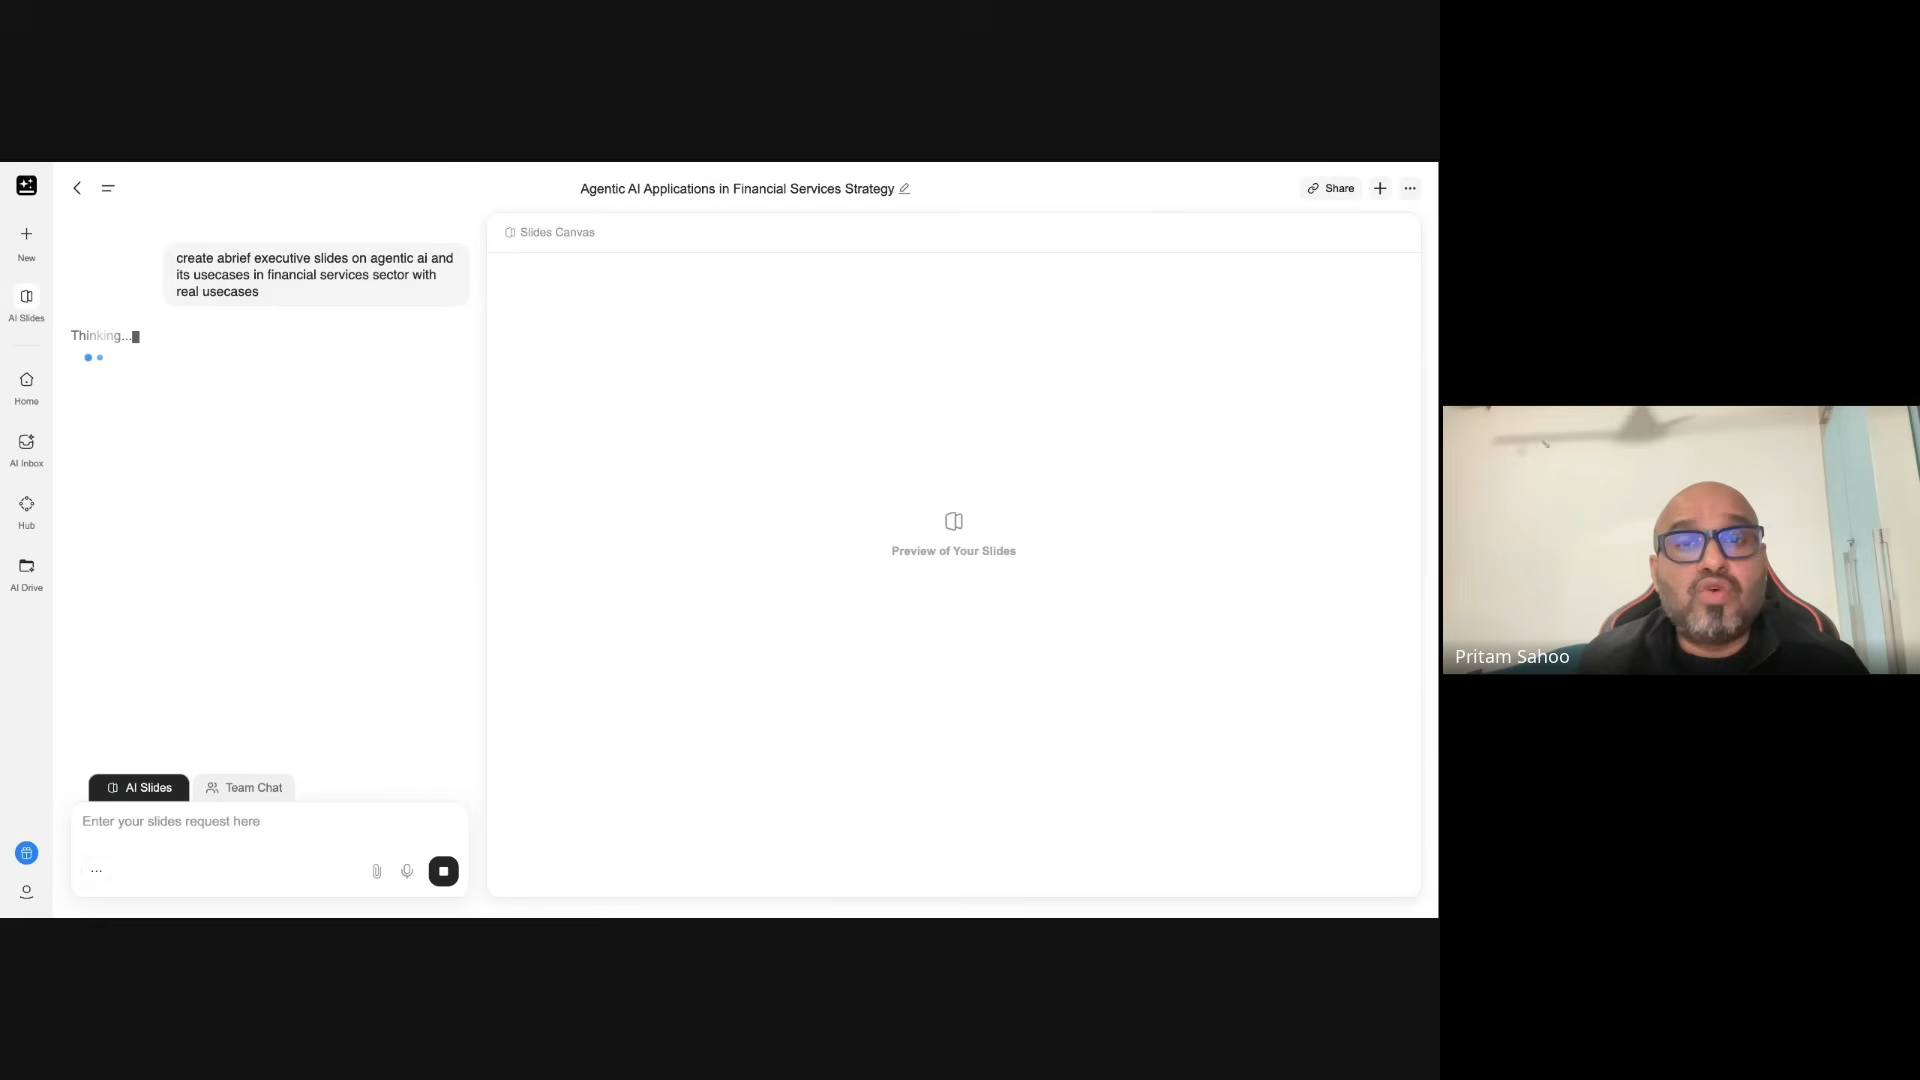 Agentic AI Applications in Financial Services Strategy
Share
New
AI Slides
Home
AI Inbox
Hub
AI Drive
create abrief executive slides on agentic ai and
its usecases in financial services sector with
real usecases
Thinking...
AI Slides
Team Chat
Enter your slides request here
Slides Canvas
Preview of Your Slides
Pritam Sahoo